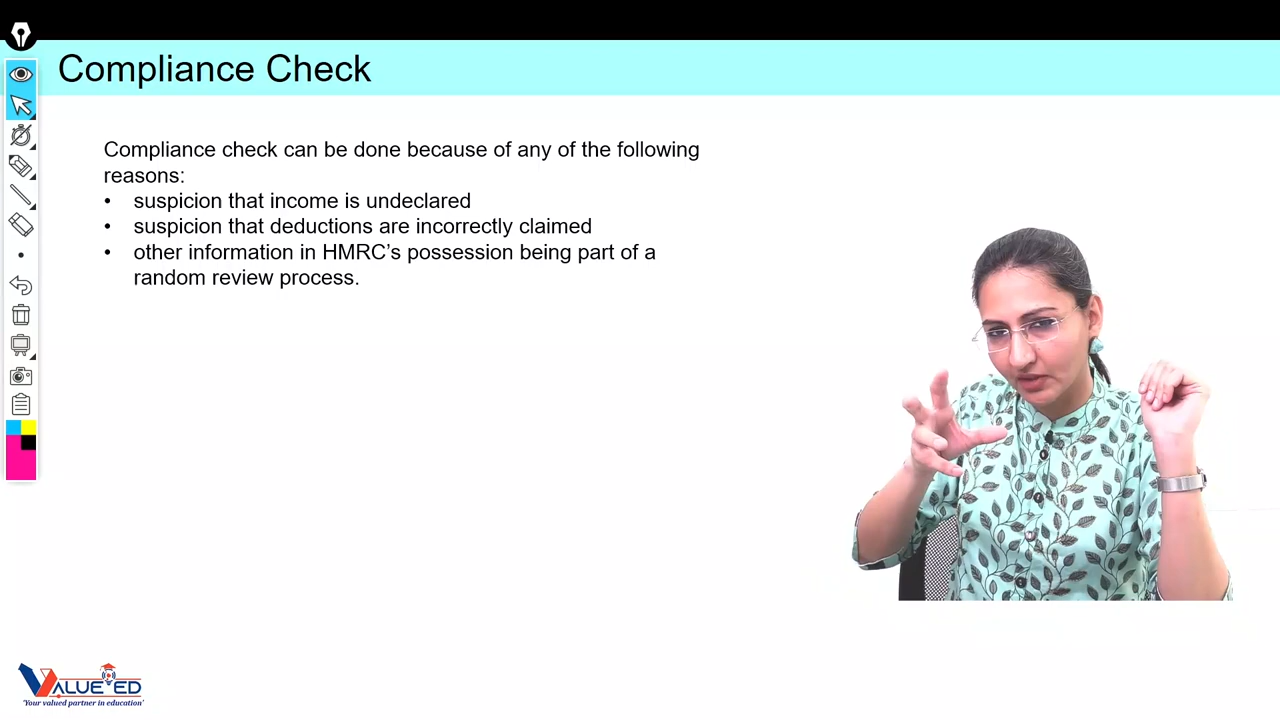 Compliance Check
Compliance check can be done because of any of the following
reasons:
• suspicion that income is undeclared
• suspicion that deductions are incorrectly claimed
• other information in HMRC’s possession being part of a
random review process.
VALUE ED
'Your valued partner in education'